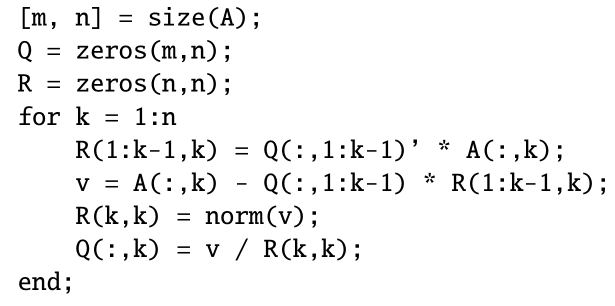 [m, n] = size(A);
Q = zeros(m,n);
R = zeros(n,n);
for k = 1:n
    R(1:k-1,k) = Q(:,1:k-1)’ * A(:,k);
    v = A(:,k) - Q(:,1:k-1) * R(1:k-1,k);
    R(k,k) = norm(v);
    Q(:,k) = v / R(k,k);
end;